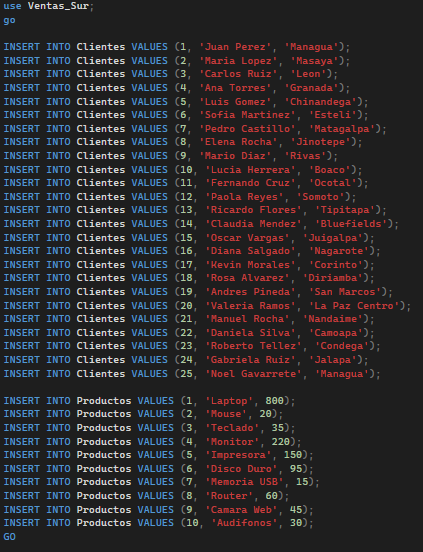 use Ventas_Sur;
go
INSERT INTO Clientes VALUES (1, 'Juan Perez', 'Managua');
INSERT INTO Clientes VALUES (2, 'Maria Lopez', 'Masaya');
INSERT INTO Clientes VALUES (3, 'Carlos Ruiz', 'Leon');
INSERT INTO Clientes VALUES (4, 'Ana Torres', 'Granada');
INSERT INTO Clientes VALUES (5, 'Luis Gomez', 'Chinandega');
INSERT INTO Clientes VALUES (6, 'Sofia Martinez', 'Esteli');
INSERT INTO Clientes VALUES (7, 'Pedro Castillo', 'Matagalpa');
INSERT INTO Clientes VALUES (8, 'Elena Rocha', 'Jinotepe');
INSERT INTO Clientes VALUES (9, 'Mario Diaz', 'Rivas');
INSERT INTO Clientes VALUES (10, 'Lucia Herrera', 'Boaco');
INSERT INTO Clientes VALUES (11, 'Fernando Cruz', 'Ocotal');
INSERT INTO Clientes VALUES (12, 'Paola Reyes', 'Somoto');
INSERT INTO Clientes VALUES (13, 'Ricardo Flores', 'Tipitapa');
INSERT INTO Clientes VALUES (14, 'Claudia Mendez', 'Bluefields');
INSERT INTO Clientes VALUES (15, 'Oscar Vargas', 'Juigalpa');
INSERT INTO Clientes VALUES (16, 'Diana Salgado', 'Nagarote');
INSERT INTO Clientes VALUES (17, 'Kevin Morales', 'Corinto');
INSERT INTO Clientes VALUES (18, 'Rosa Alvarez', 'Diriamba');
INSERT INTO Clientes VALUES (19, 'Andres Pineda', 'San Marcos');
INSERT INTO Clientes VALUES (20, 'Valeria Ramos', 'La Paz Centro');
INSERT INTO Clientes VALUES (21, 'Manuel Rocha', 'Nandaime');
INSERT INTO Clientes VALUES (22, 'Daniela Silva', 'Camoapa');
INSERT INTO Clientes VALUES (23, 'Roberto Tellez', 'Condega');
INSERT INTO Clientes VALUES (24, 'Gabriela Ruiz', 'Jalapa');
INSERT INTO Clientes VALUES (25, 'Noel Gavarrete', 'Managua');
INSERT INTO Productos VALUES (1, 'Laptop', 800);
INSERT INTO Productos VALUES (2, 'Mouse', 20);
INSERT INTO Productos VALUES (3, 'Teclado', 35);
INSERT INTO Productos VALUES (4, 'Monitor', 220);
INSERT INTO Productos VALUES (5, 'Impresora', 150);
INSERT INTO Productos VALUES (6, 'Disco Duro', 95);
INSERT INTO Productos VALUES (7, 'Memoria USB', 15);
INSERT INTO Productos VALUES (8, 'Router', 60);
INSERT INTO Productos VALUES (9, 'Camara Web', 45);
INSERT INTO Productos VALUES (10, 'Audifonos', 30);
GO